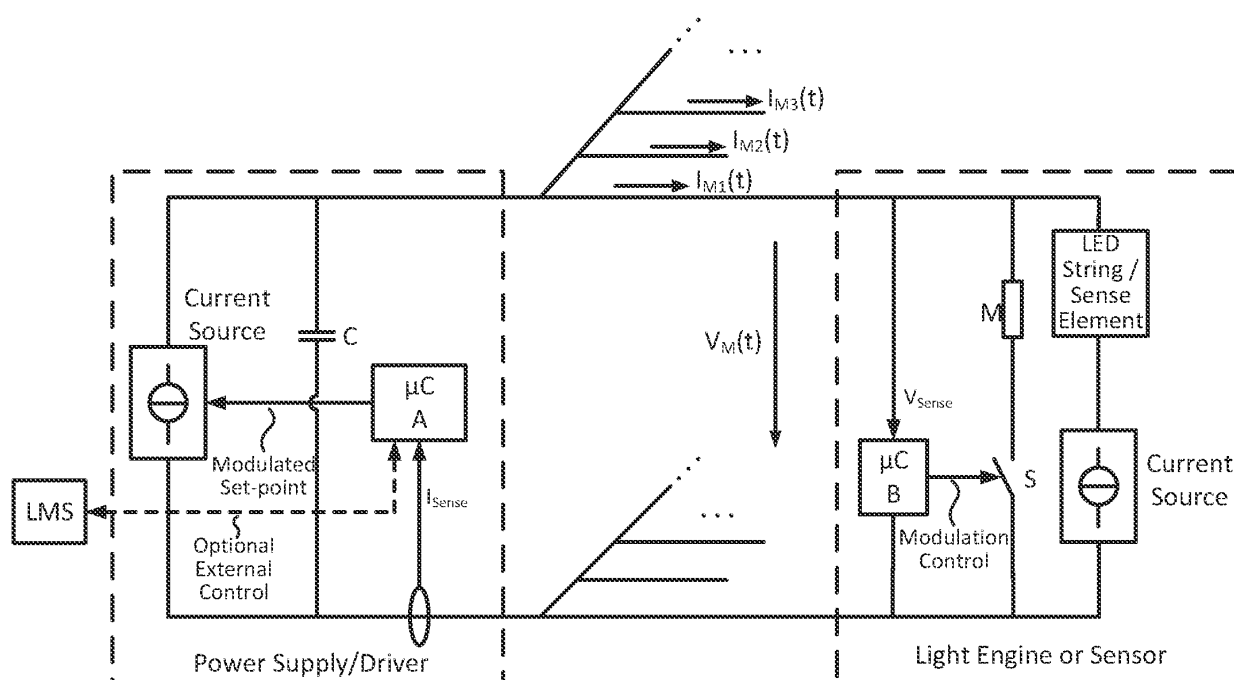 I_M3(t)
I_M2(t)
I_M1(t)
Current
Source
C
µC
A
Modulated
Set-point
I_Sense
LMS
Optional
External
Control
Power Supply/Driver
V_M(t)
LED
String /
Sense
Element
M
V_Sense
µC
B
S
Modulation
Control
Current
Source
Light Engine or Sensor